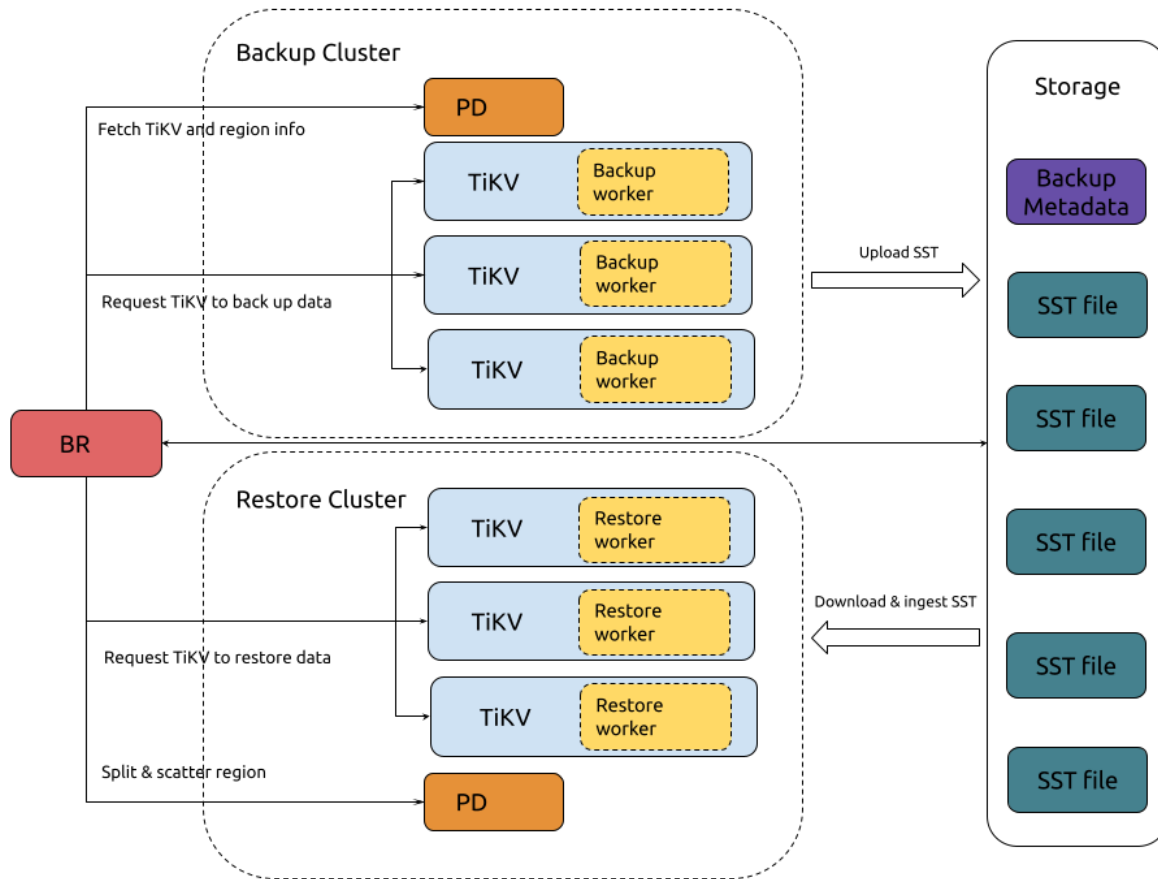 Backup Cluster
PD
Fetch TiKV and region info
TiKV
Backup
worker
TiKV
Backup
worker
Request TiKV to back up data
TiKV
Backup
worker
Upload SST
BR
Restore Cluster
TiKV
Restore
worker
TiKV
Restore
worker
Request TiKV to restore data
TiKV
Restore
worker
Split & scatter region
PD
Download & ingest SST
Storage
Backup
Metadata
SST file
SST file
SST file
SST file
SST file